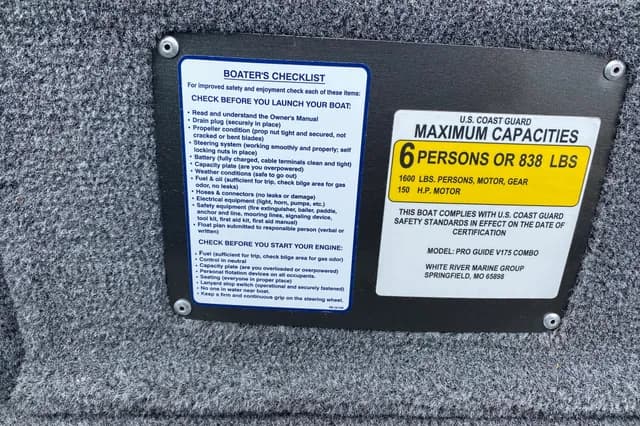 BOATER'S CHECKLIST
For improved safety and enjoyment check each of these items:
CHECK BEFORE YOU LAUNCH YOUR BOAT:
• Read and understand the Owner's Manual
• Drain plug (securely in place)
• Propeller condition (prop nut tight and secured, not
cracked or bent blades)
• Steering system (working smoothly and properly; self
locking nuts in place)
• Battery (fully charged, cable terminals clean and tight)
• Capacity plate (are you overloaded)
• Weather conditions (safe to go out)
• Fuel & oil (sufficient for trip, check bilge area for gas
odor, no leaks)
• Hoses & connectors (no leaks or damage)
• Electrical equipment (light, horn, pumps, etc.)
• Safety equipment (fire extinguisher, bailer, paddle,
anchor and line, mooring lines, signaling device,
tool kit, first aid kit, first aid manual)
• Float plan submitted to responsible person (verbal or
written)
CHECK BEFORE YOU START YOUR ENGINE:
• Fuel (sufficient for trip, check bilge area for gas odor)
• Control in neutral
• Capacity plate (are you overloaded or overpowered)
• Personal flotation devices on all occupants.
• Seating (everyone in proper place)
• Lanyard stop switch (operational and securely fastened)
• No one in water near boat.
• Keep a firm and continuous grip on the steering wheel.
U.S. COAST GUARD
MAXIMUM CAPACITIES
6 PERSONS OR 838 LBS
1600 LBS. PERSONS, MOTOR, GEAR
150 H.P. MOTOR
THIS BOAT COMPLIES WITH U.S. COAST GUARD
SAFETY STANDARDS IN EFFECT ON THE DATE OF
CERTIFICATION
MODEL: PRO GUIDE V175 COMBO
WHITE RIVER MARINE GROUP
SPRINGFIELD, MO 65898